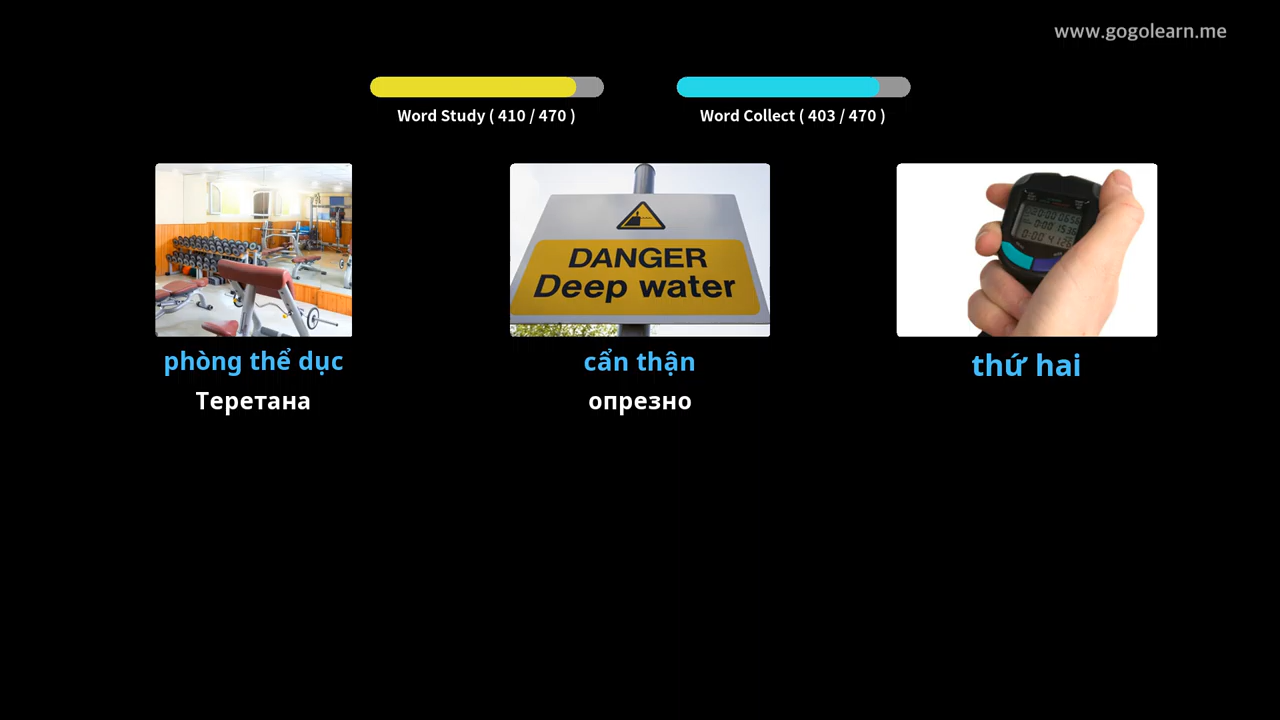 www.gogolearn.me
Word Study ( 410 / 470 )
Word Collect ( 403 / 470 )
DANGER
Deep water
phòng thể dục
Теретана
cẩn thận
опрезно
thứ hai